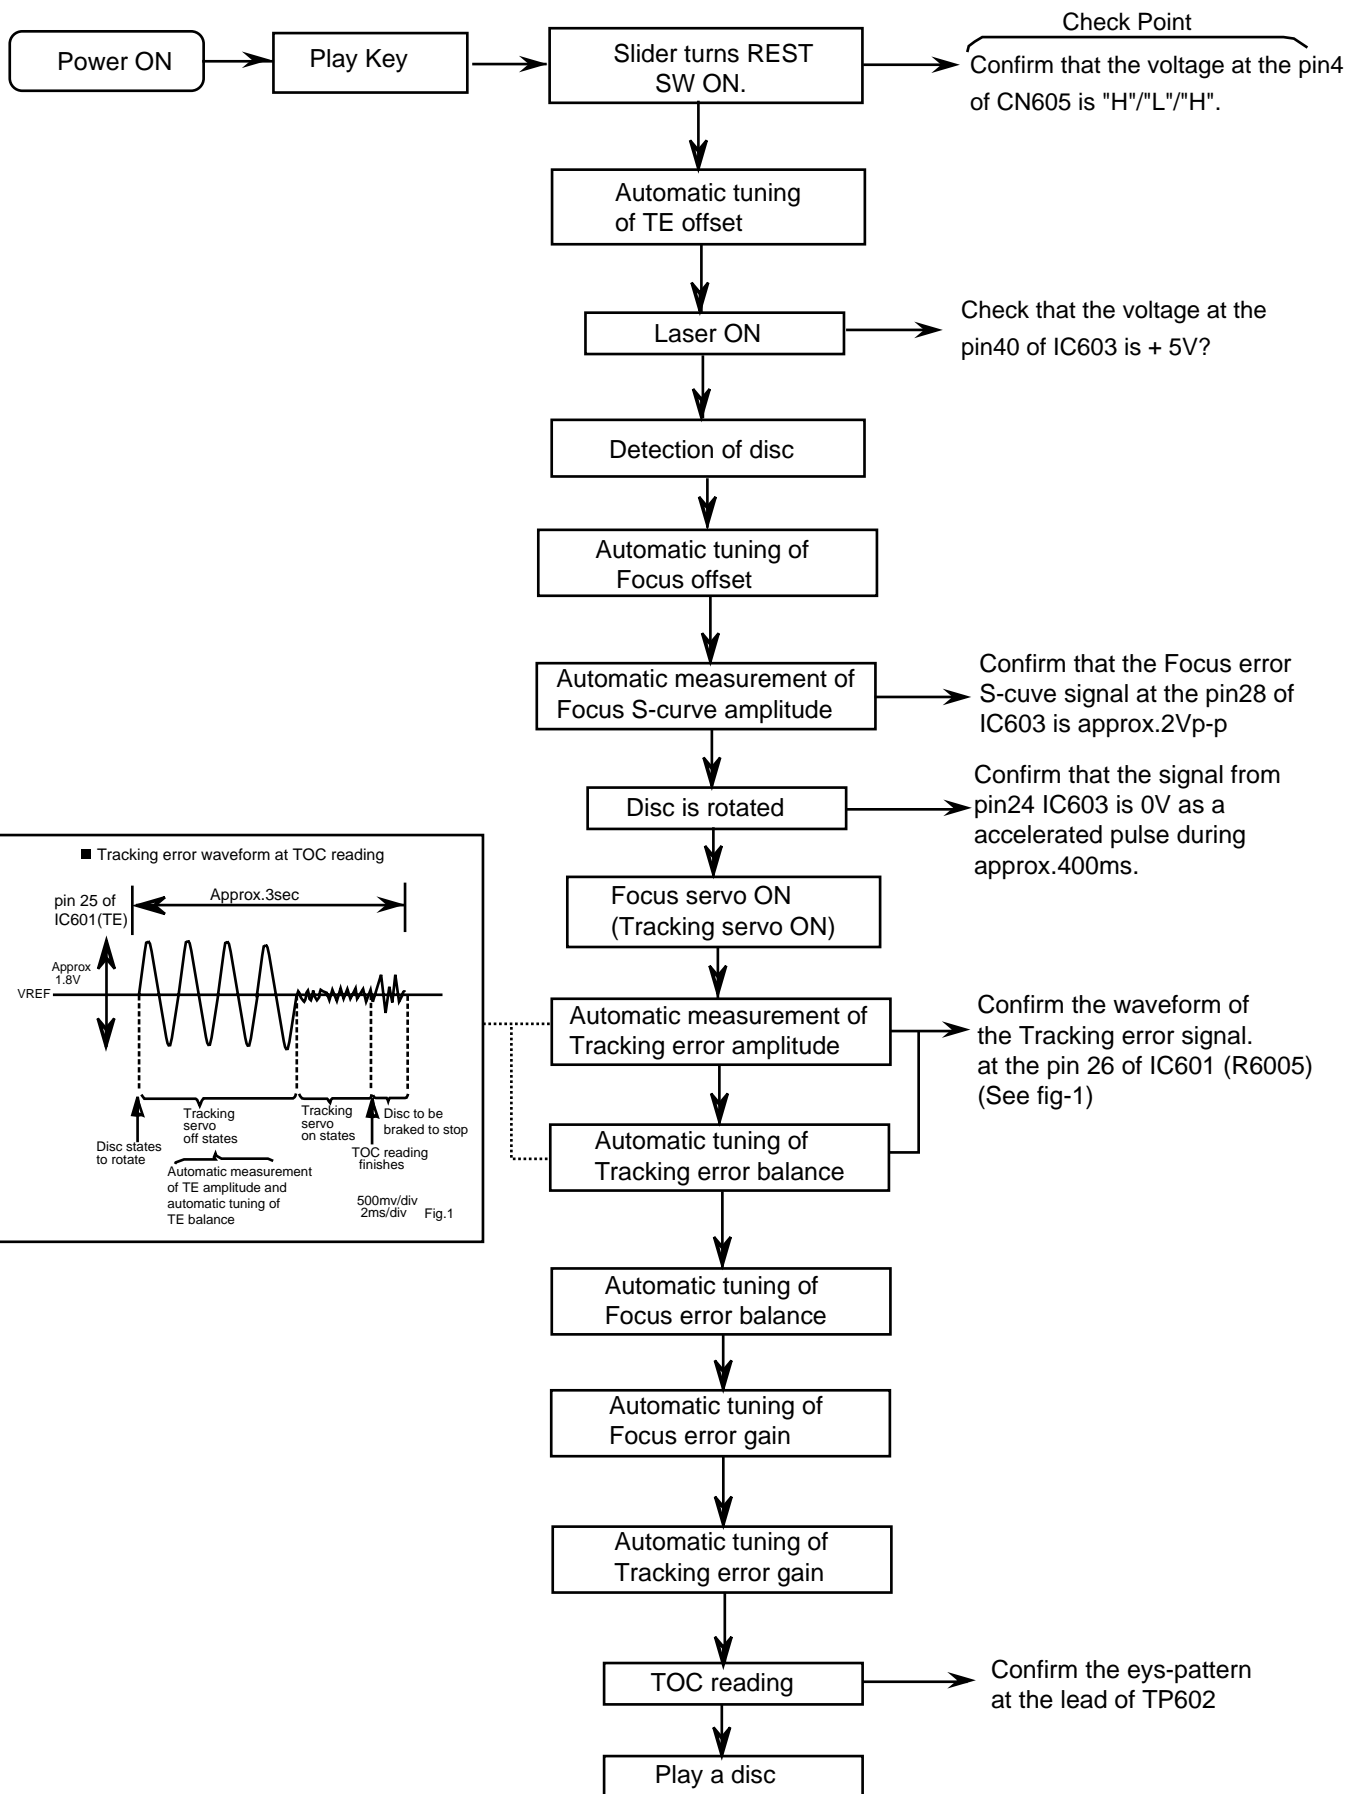 Check Point
Power ON
Play Key
Slider turns REST
SW ON.
Confirm that the voltage at the pin4
of CN605 is "H"/"L"/"H".
Automatic tuning
of TE offset
Laser ON
Check that the voltage at the
pin40 of IC603 is + 5V?
Detection of disc
Automatic tuning of
Focus offset
Automatic measurement of
Focus S-curve amplitude
Confirm that the Focus error
S-cuve signal at the pin28 of
IC603 is approx.2Vp-p
Disc is rotated
Confirm that the signal from
pin24 IC603 is 0V as a
accelerated pulse during
approx.400ms.
■ Tracking error waveform at TOC reading
pin 25 of
IC601(TE)
Approx.3sec
Approx
1.8V
VREF
Disc states
to rotate
Tracking
servo
off states
Tracking
servo
on states
Disc to be
braked to stop
TOC reading
finishes
Automatic measurement
of TE amplitude and
automatic tuning of
TE balance
500mv/div
2ms/div
Fig.1
Focus servo ON
(Tracking servo ON)
Automatic measurement of
Tracking error amplitude
Confirm the waveform of
the Tracking error signal.
at the pin 26 of IC601 (R6005)
(See fig-1)
Automatic tuning of
Tracking error balance
Automatic tuning of
Focus error balance
Automatic tuning of
Focus error gain
Automatic tuning of
Tracking error gain
TOC reading
Confirm the eys-pattern
at the lead of TP602
Play a disc